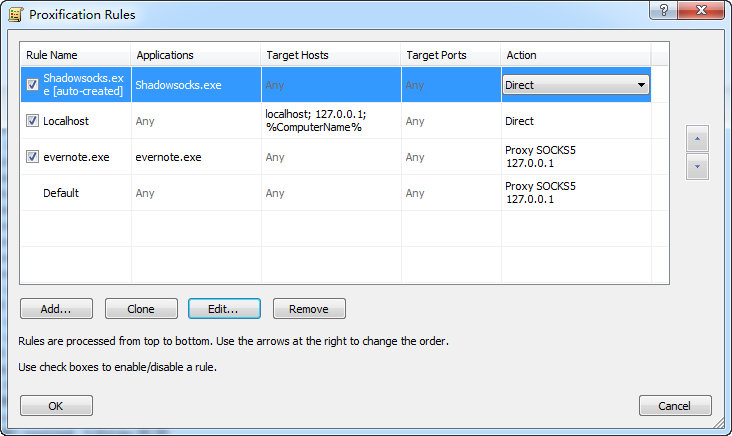 Proxification Rules
Rule Name Applications Target Hosts Target Ports Action
Shadowsocks.ex
e [auto-created] Shadowsocks.exe Any Any Direct
Localhost Any localhost; 127.0.0.1;
%ComputerName% Any Direct
evernote.exe evernote.exe Any Any Proxy SOCKS5
127.0.0.1
Default Any Any Any Proxy SOCKS5
127.0.0.1
Add... Clone Edit... Remove
Rules are processed from top to bottom. Use the arrows at the right to change the order.
Use check boxes to enable/disable a rule.
OK Cancel